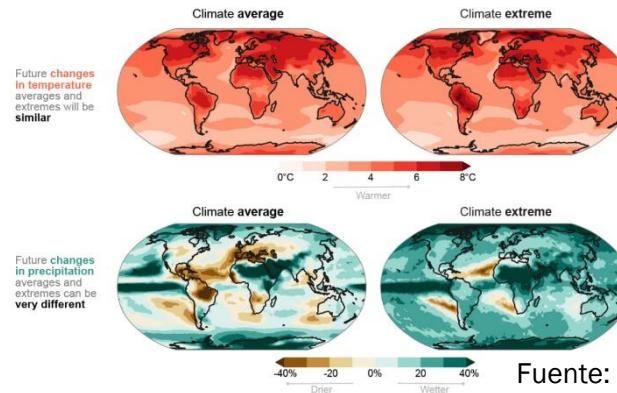 Climate average
Climate extreme
Future changes
in temperature
averages and
extremes will be
similar
0°C 2 4 6 8°C
Warmer
Climate average
Climate extreme
Future changes
in precipitation
averages and
extremes can be
very different
-40% -20 0% 20 40%
Drier Wetter
Fuente: